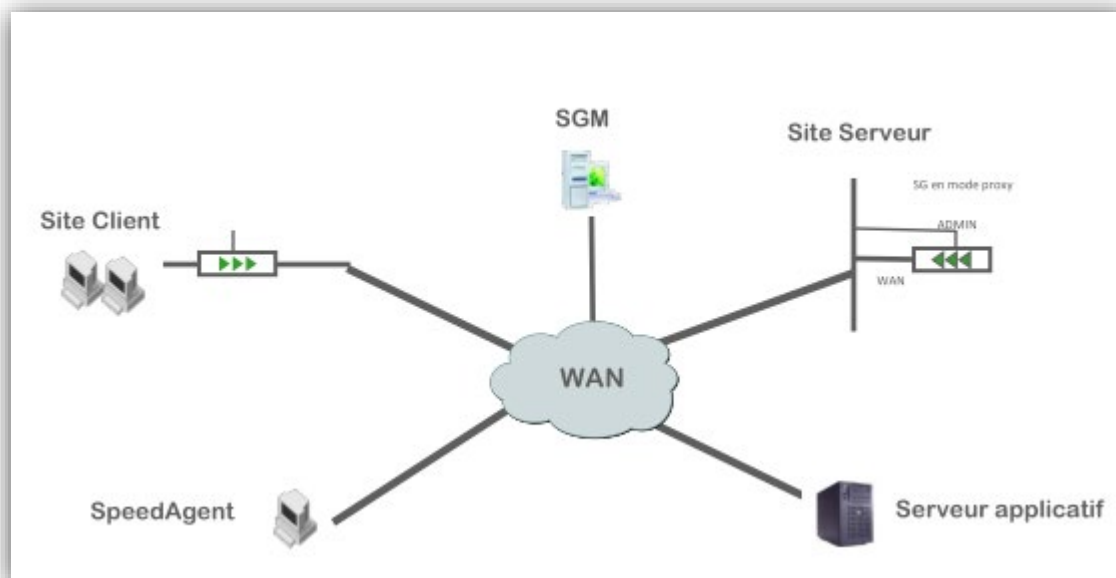 SGM
Site Serveur
SG en mode proxy
Site Client
ADMIN
WAN
WAN
SpeedAgent
Serveur applicatif